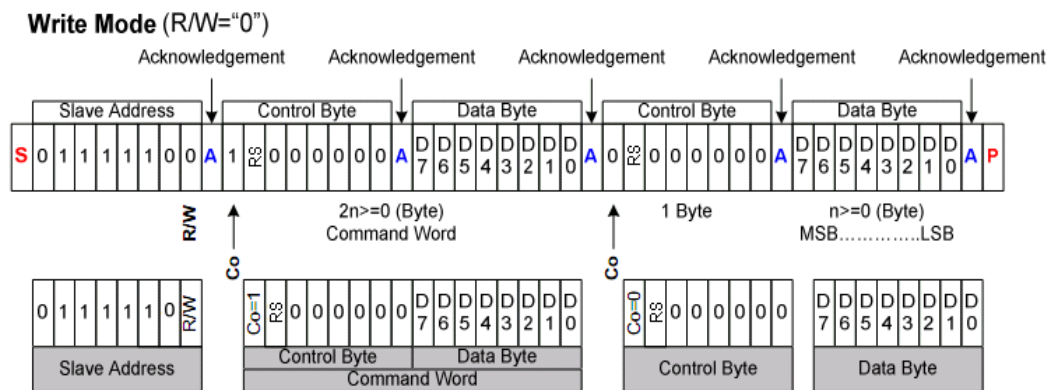 Write Mode (R/W="0")
Acknowledgement Acknowledgement Acknowledgement Acknowledgement Acknowledgement
Slave Address Control Byte Data Byte Control Byte Data Byte
S 0 1 1 1 1 1 0 0 A 1 RS 0 0 0 0 0 0 A D7 D6 D5 D4 D3 D2 D1 D0 A 0 RS 0 0 0 0 0 0 A D7 D6 D5 D4 D3 D2 D1 D0 A P
R/W Co 2n>=0 (Byte) Co 1 Byte n>=0 (Byte)
Command Word MSB..............LSB
0 1 1 1 1 1 0 R/W Co=1 RS 0 0 0 0 0 0 D7 D6 D5 D4 D3 D2 D1 D0 Co=0 RS 0 0 0 0 0 0 D7 D6 D5 D4 D3 D2 D1 D0
Slave Address Control Byte Data Byte Control Byte Data Byte
Command Word